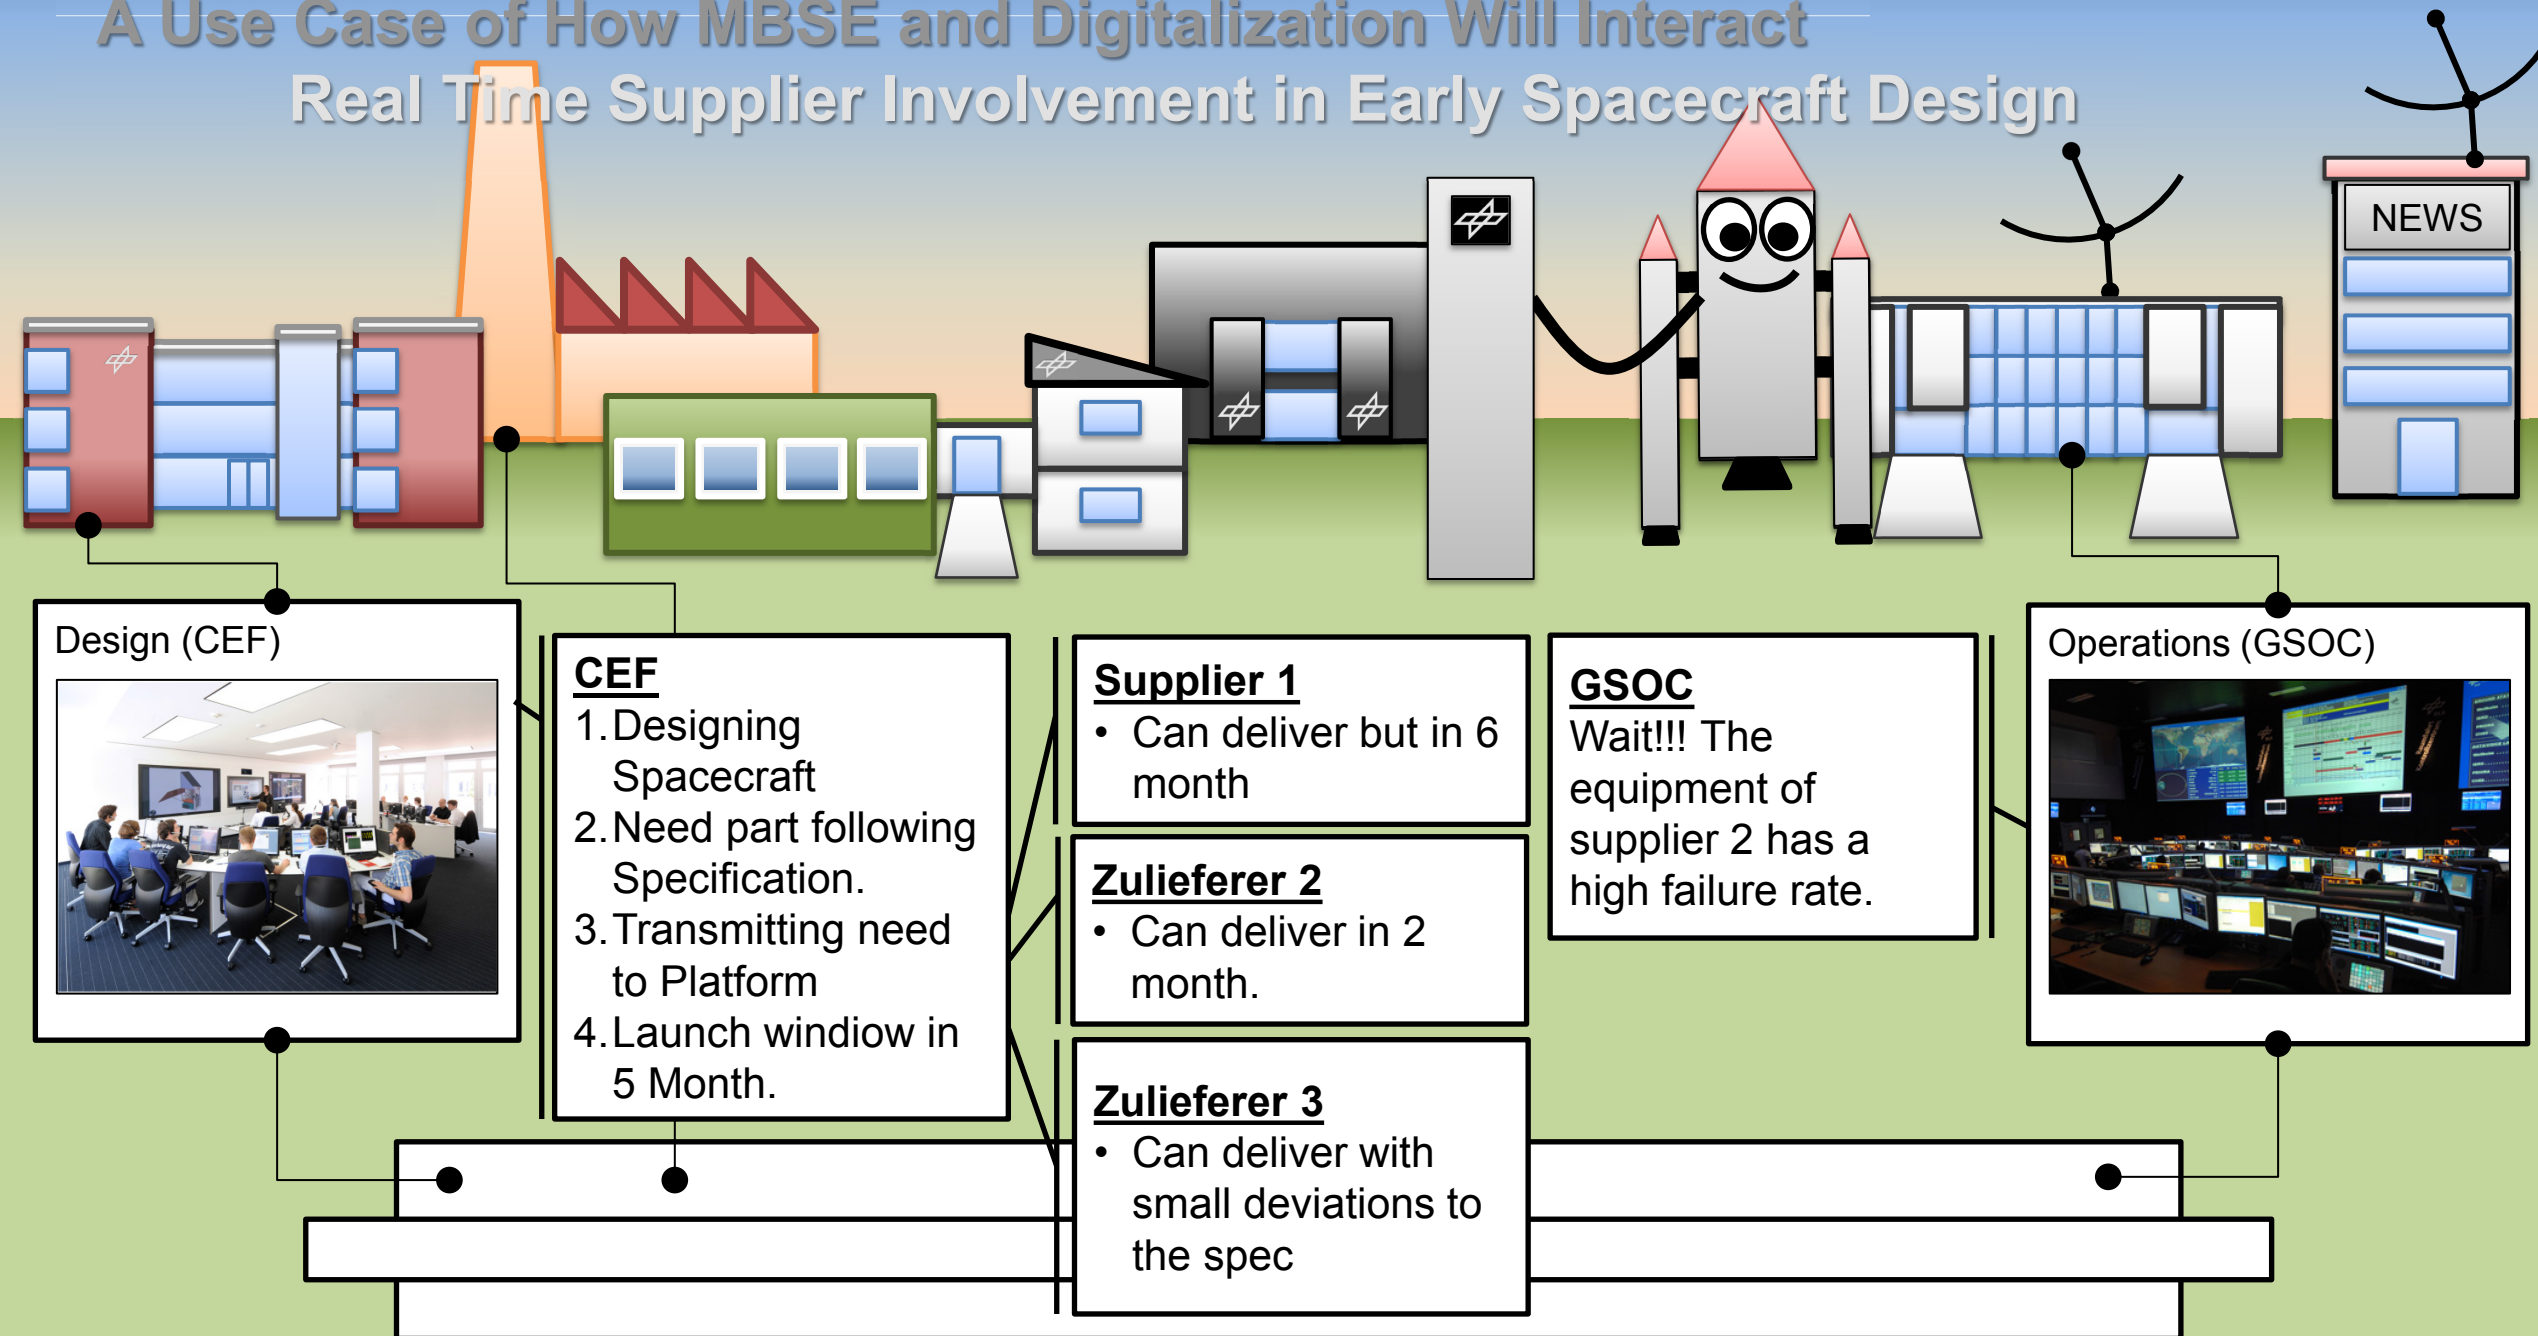 A Use Case of How MBSE and Digitalization Will Interact
Real Time Supplier Involvement in Early Spacecraft Design
NEWS
Design (CEF)
CEF
1. Designing
Spacecraft
2. Need part following
Specification.
3. Transmitting need
to Platform
4. Launch windiow in
5 Month.
Supplier 1
• Can deliver but in 6
month
Zulieferer 2
• Can deliver in 2
month.
Zulieferer 3
• Can deliver with
small deviations to
the spec
GSOC
Wait!!! The
equipment of
supplier 2 has a
high failure rate.
Operations (GSOC)